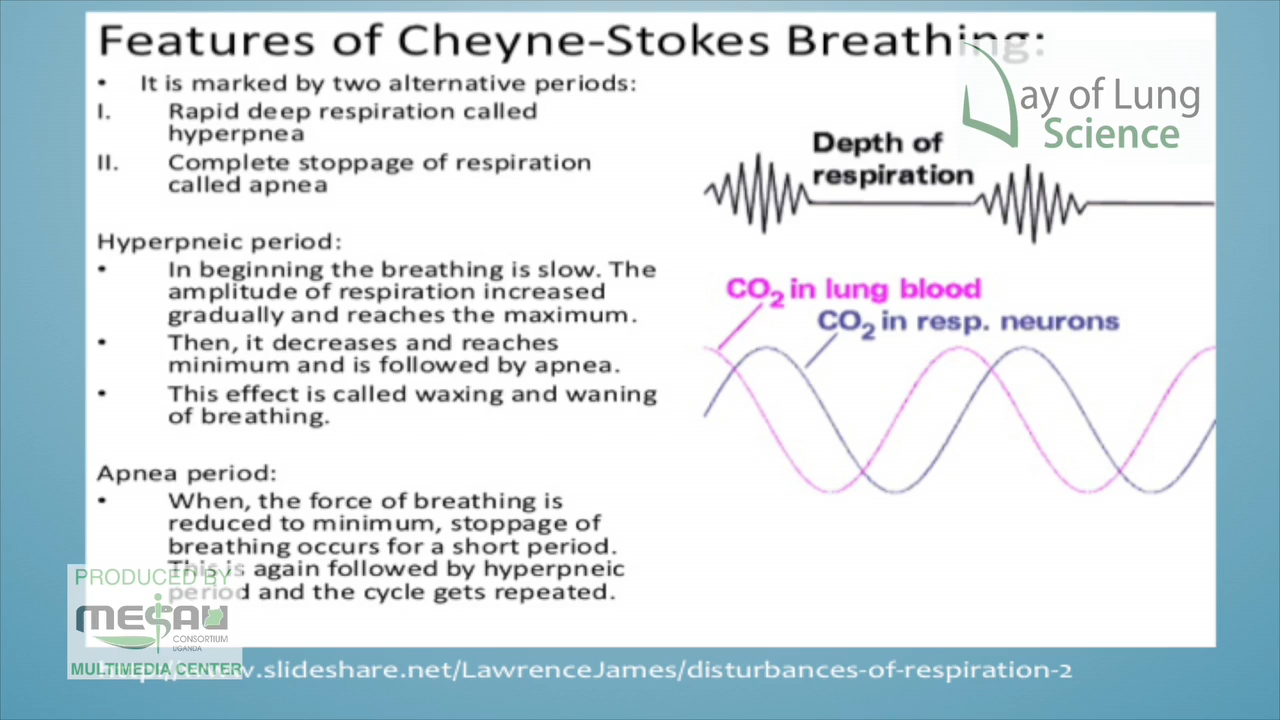 Features of Cheyne-Stokes Breathing:
• It is marked by two alternative periods:
I. Rapid deep respiration called
hyperpnea
II. Complete stoppage of respiration
called apnea
Hyperpneic period:
• In beginning the breathing is slow. The
amplitude of respiration increased
gradually and reaches the maximum.
• Then, it decreases and reaches
minimum and is followed by apnea.
• This effect is called waxing and waning
of breathing.
Apnea period:
• When, the force of breathing is
reduced to minimum, stoppage of
breathing occurs for a short period.
This is again followed by hyperpneic
period and the cycle gets repeated.
Day of Lung
Science
Depth of
respiration
CO₂ in lung blood
CO₂ in resp. neurons
PRODUCED BY
MESAU
CONSORTIUM
UGANDA
MULTIMEDIA CENTER
.slideshare.net/LawrenceJames/disturbances-of-respiration-2